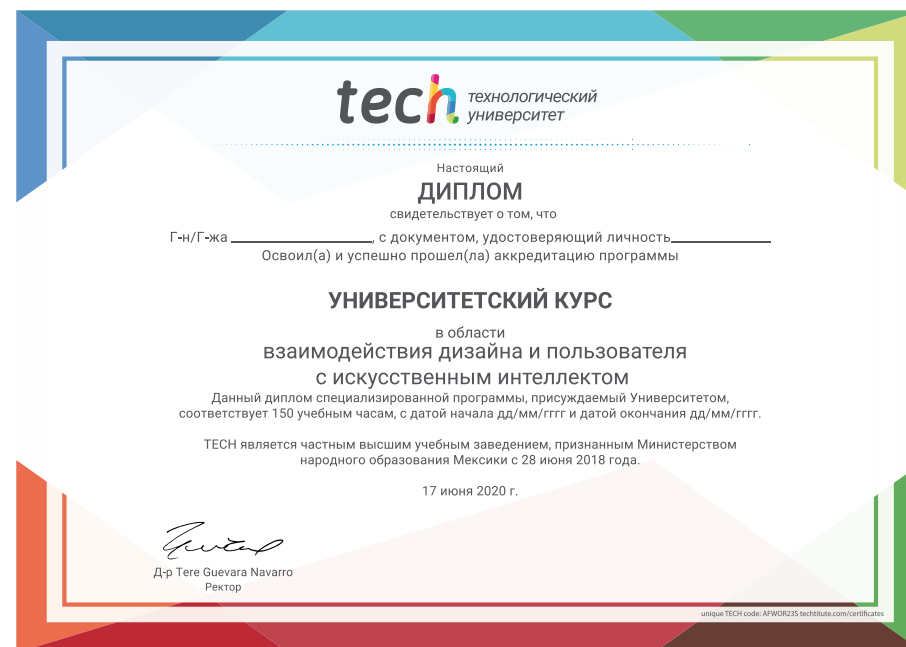 tech технологический
университет
Настоящий
ДИПЛОМ
свидетельствует о том, что
Г-н/Г-жа ____________________, с документом, удостоверяющий личность______________
Освоил(а) и успешно прошел(ла) аккредитацию программы
УНИВЕРСИТЕТСКИЙ КУРС
в области
взаимодействия дизайна и пользователя
с искусственным интеллектом
Данный диплом специализированной программы, присуждаемый Университетом,
соответствует 150 учебным часам, с датой начала дд/мм/гггг и датой окончания дд/мм/гггг.
TECH является частным высшим учебным заведением, признанным Министерством
народного образования Мексики с 28 июня 2018 года.
17 июня 2020 г.
Д-р Tere Guevara Navarro
Ректор
unique TECH code: AFWOR23S techtitute.com/certificates